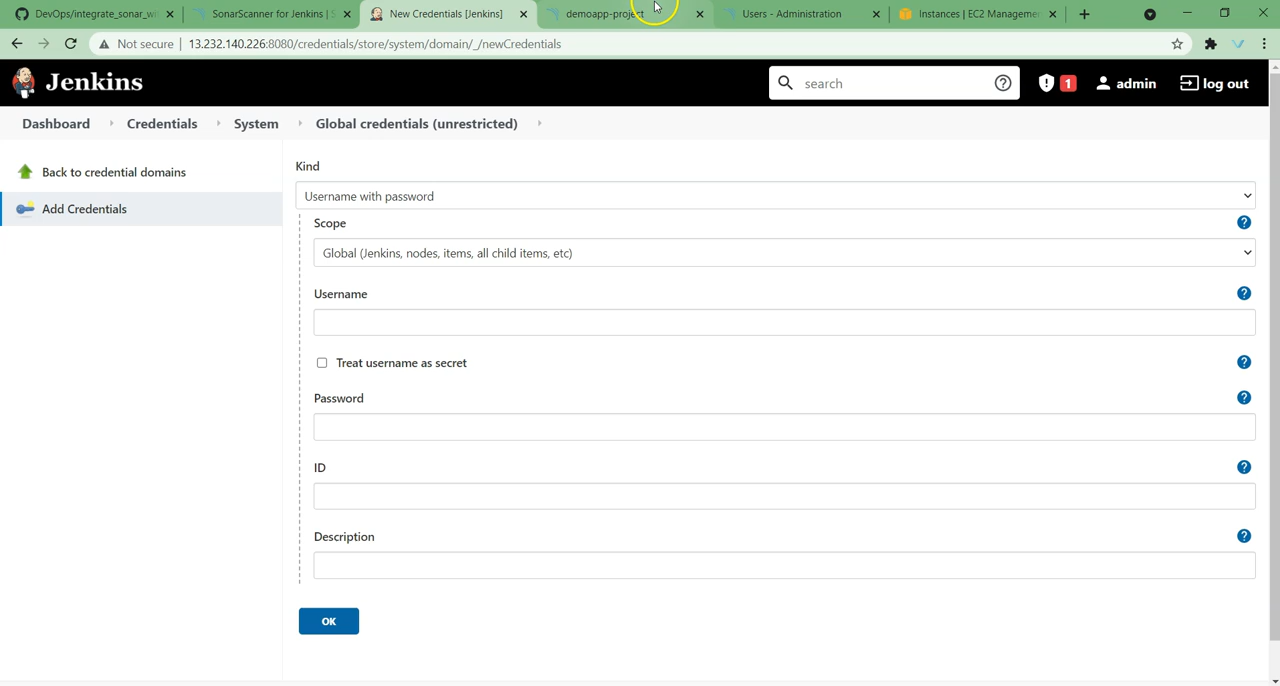 DevOps/integrate_sonar_wi
SonarScanner for Jenkins | S
New Credentials [Jenkins]
demoapp-project
Users - Administration
Instances | EC2 Manageme
Not secure
13.232.140.226:8080/credentials/store/system/domain/_/newCredentials
Jenkins
search
1
admin
log out
Dashboard
Credentials
System
Global credentials (unrestricted)
Back to credential domains
Add Credentials
Kind
Username with password
Scope
Global (Jenkins, nodes, items, all child items, etc)
Username
Treat username as secret
Password
ID
Description
OK